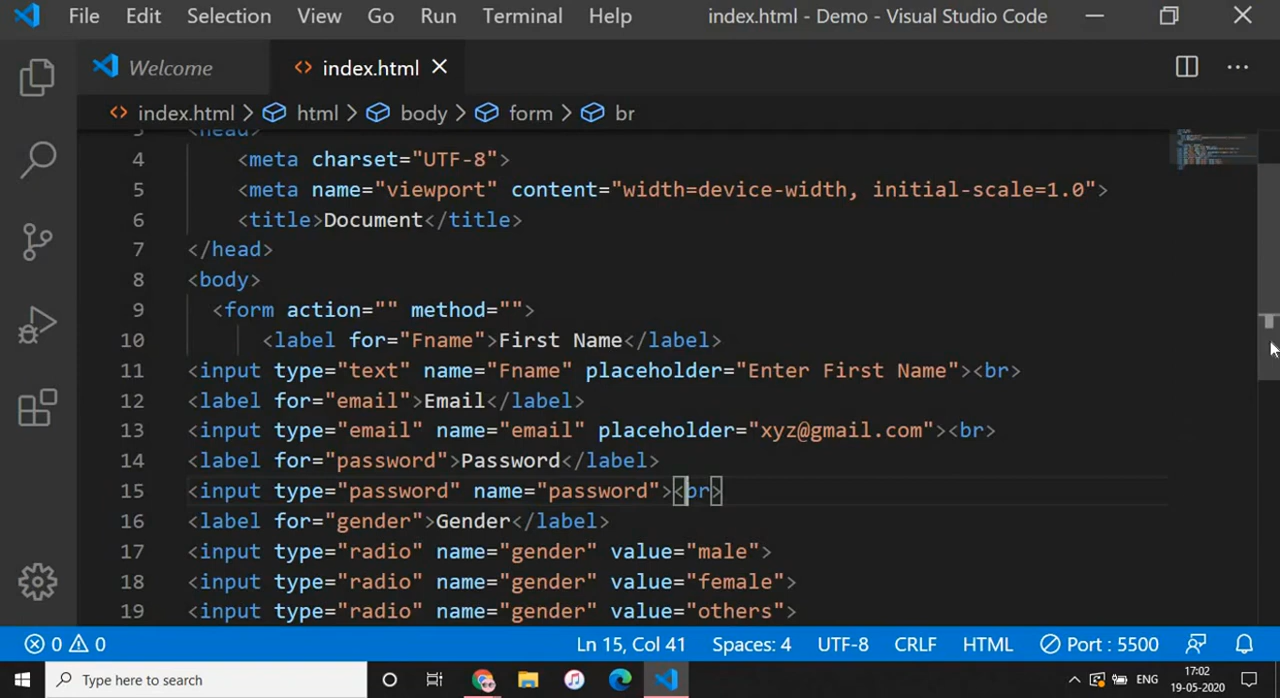 File Edit Selection View Go Run Terminal Help index.html - Demo - Visual Studio Code
Welcome index.html
index.html > html > body > form > br
3 <head>
4 <meta charset="UTF-8">
5 <meta name="viewport" content="width=device-width, initial-scale=1.0">
6 <title>Document</title>
7 </head>
8 <body>
9 <form action="" method="">
10 <label for="Fname">First Name</label>
11 <input type="text" name="Fname" placeholder="Enter First Name"><br>
12 <label for="email">Email</label>
13 <input type="email" name="email" placeholder="xyz@gmail.com"><br>
14 <label for="password">Password</label>
15 <input type="password" name="password"><br>
16 <label for="gender">Gender</label>
17 <input type="radio" name="gender" value="male">
18 <input type="radio" name="gender" value="female">
19 <input type="radio" name="gender" value="others">
0 0 Ln 15, Col 41 Spaces: 4 UTF-8 CRLF HTML Port : 5500
Type here to search ENG 17:02
19-05-2020